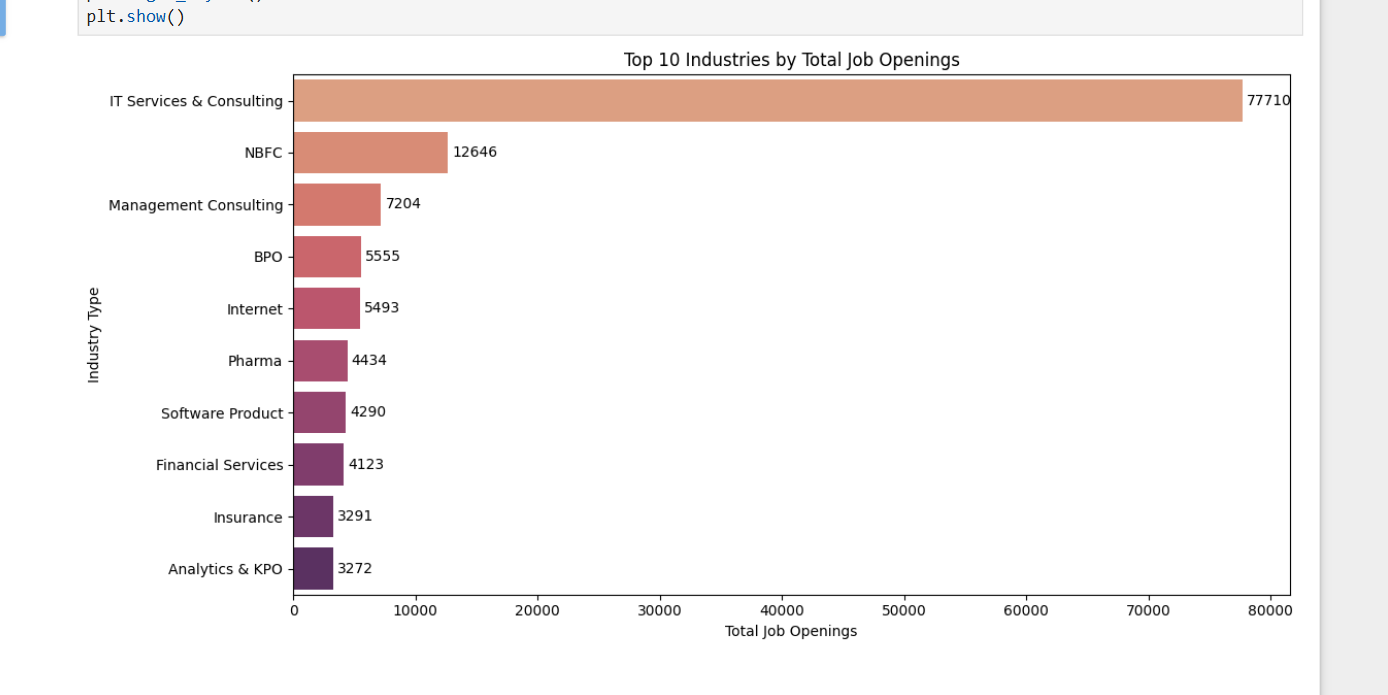 plt.show()
Top 10 Industries by Total Job Openings
IT Services & Consulting
77710
NBFC
12646
Management Consulting
7204
BPO
5555
Internet
5493
Pharma
4434
Software Product
4290
Financial Services
4123
Insurance
3291
Analytics & KPO
3272
Industry Type
0 10000 20000 30000 40000 50000 60000 70000 80000
Total Job Openings